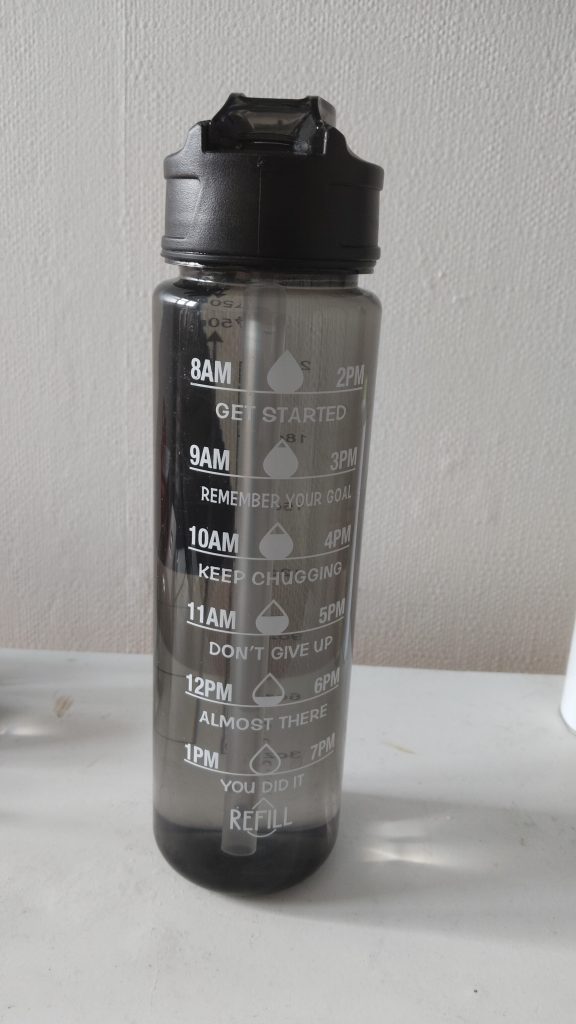 8AM 2PM
GET STARTED
9AM 3PM
REMEMBER YOUR GOAL
10AM 4PM
KEEP CHUGGING
11AM 5PM
DON'T GIVE UP
12PM 6PM
ALMOST THERE
1PM 7PM
YOU DID IT
REFILL